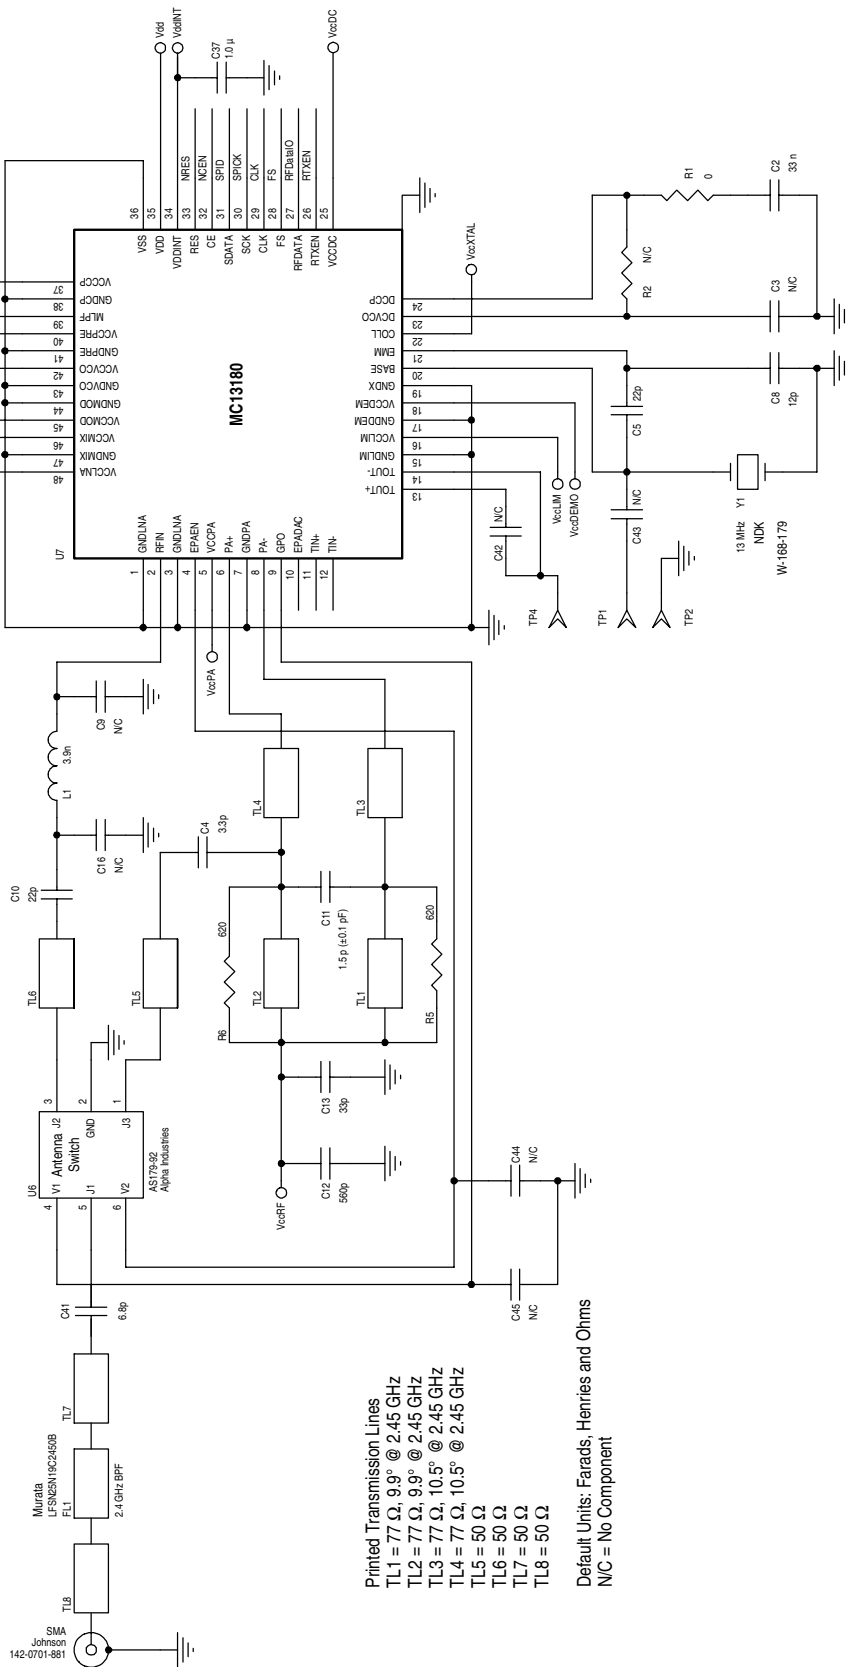 Vdd
VddINT
C37
1.0 µ
VccDC
NRES
NCEN
SPID
SPICK
CLK
FS
RFDataIO
RTXEN
36
35
34
33
32
31
30
29
28
27
26
25
VSS
VDD
VDDINT
RES
CE
SDATA
SCK
CLK
FS
RFDATA
RTXEN
VCCDC
37
38
39
40
41
42
43
44
45
46
47
48
VCCCP
GNDCP
MLPF
VCCPRE
GNDPRE
VCCVCO
GNDVCO
GNDMOD
VCCMOD
VCCMIX
GNDMIX
VCCLNA
MC13180
U7
DCCP
DCVCO
COLL
EMM
BASE
GNDX
VCCDEM
GNDDEM
VCCLIM
GNDLIM
TOUT-
TOUT+
24
23
22
21
20
19
18
17
16
15
14
13
GNDLNA
RFIN
GNDLNA
EPAEN
VCCPA
PA+
GNDPA
PA-
GPO
EPADAC
TIN+
TIN-
1
2
3
4
5
6
7
8
9
10
11
12
VccXTAL
R1
0
C2
33 n
R2
N/C
C3
N/C
C5
22p
C8
12p
VccLIM
VccDEMO
C42
N/C
C43
N/C
Y1
13 MHz
NDK
W-168-179
TP4
TP1
TP2
VccPA
C9
N/C
L1
3.9n
C16
N/C
C10
22p
C4
3.3p
TL4
TL3
C11
1.5 p (±0.1 pF)
620
R6
620
R5
TL2
TL1
TL6
TL5
C13
33p
C12
560p
VccRF
C44
N/C
C45
N/C
U6
Antenna
Switch
AS179-92
Alpha Industries
3
2
1
J2
GND
J3
V1
J1
V2
4
5
6
C41
6.8p
TL7
Murata
LFSN25N19C2450B
FL1
2.4 GHz BPF
TL8
SMA
Johnson
142-0701-881
Printed Transmission Lines
TL1 = 77 Ω, 9.9° @ 2.45 GHz
TL2 = 77 Ω, 9.9° @ 2.45 GHz
TL3 = 77 Ω, 10.5° @ 2.45 GHz
TL4 = 77 Ω, 10.5° @ 2.45 GHz
TL5 = 50 Ω
TL6 = 50 Ω
TL7 = 50 Ω
TL8 = 50 Ω
Default Units: Farads, Henries and Ohms
N/C = No Component